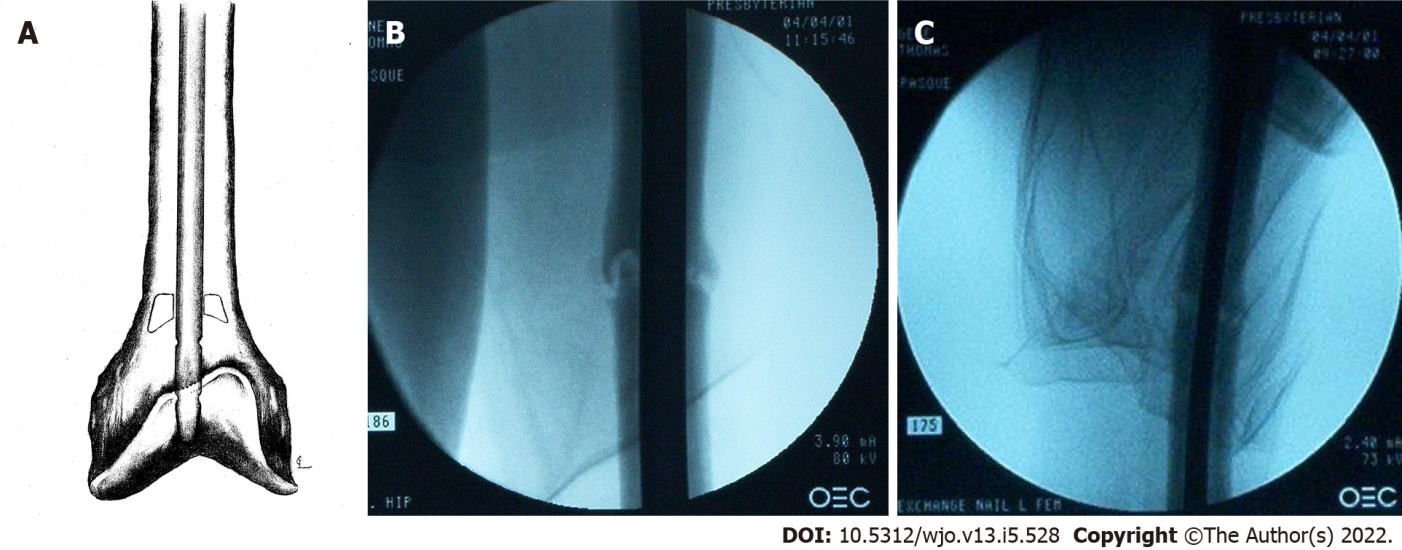 A
B
PRESBYTERIAN
04/04/01
11:15:46
SQUE
186
3.90 mA
80 kV
. HIP
OEC
C
PRESBYTERIAN
04/04/01
09:27:00
THOMAS
PASQUE
175
2.40 mA
73 kV
EXCHANGE NAIL L FEM
OEC
DOI: 10.5312/wjo.v13.i5.528 Copyright ©The Author(s) 2022.